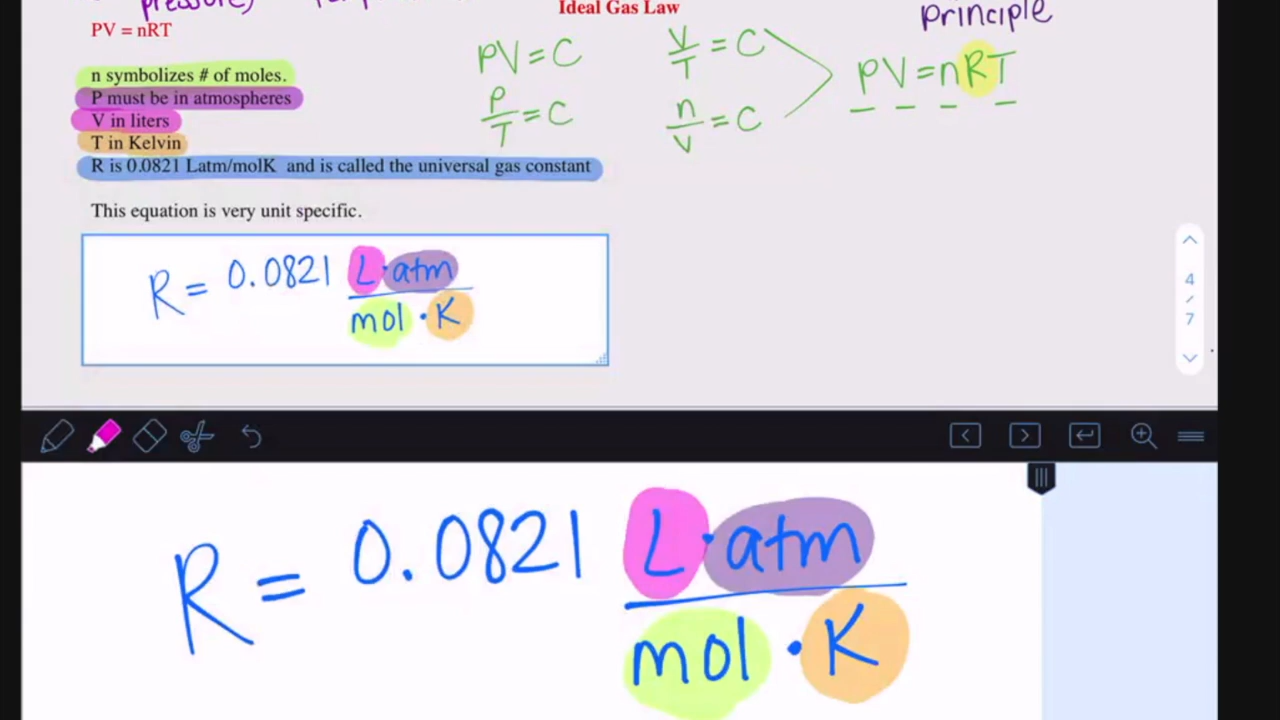 pressure)
Ideal Gas Law
principle
PV = nRT
n symbolizes # of moles.
P must be in atmospheres
V in liters
T in Kelvin
R is 0.0821 Latm/molK and is called the universal gas constant
PV = C
V/T = C
P/T = C
n/V = C
PV = nRT
This equation is very unit specific.
R = 0.0821 L·atm
mol · K
4
/
7
R = 0.0821 L·atm
mol · K